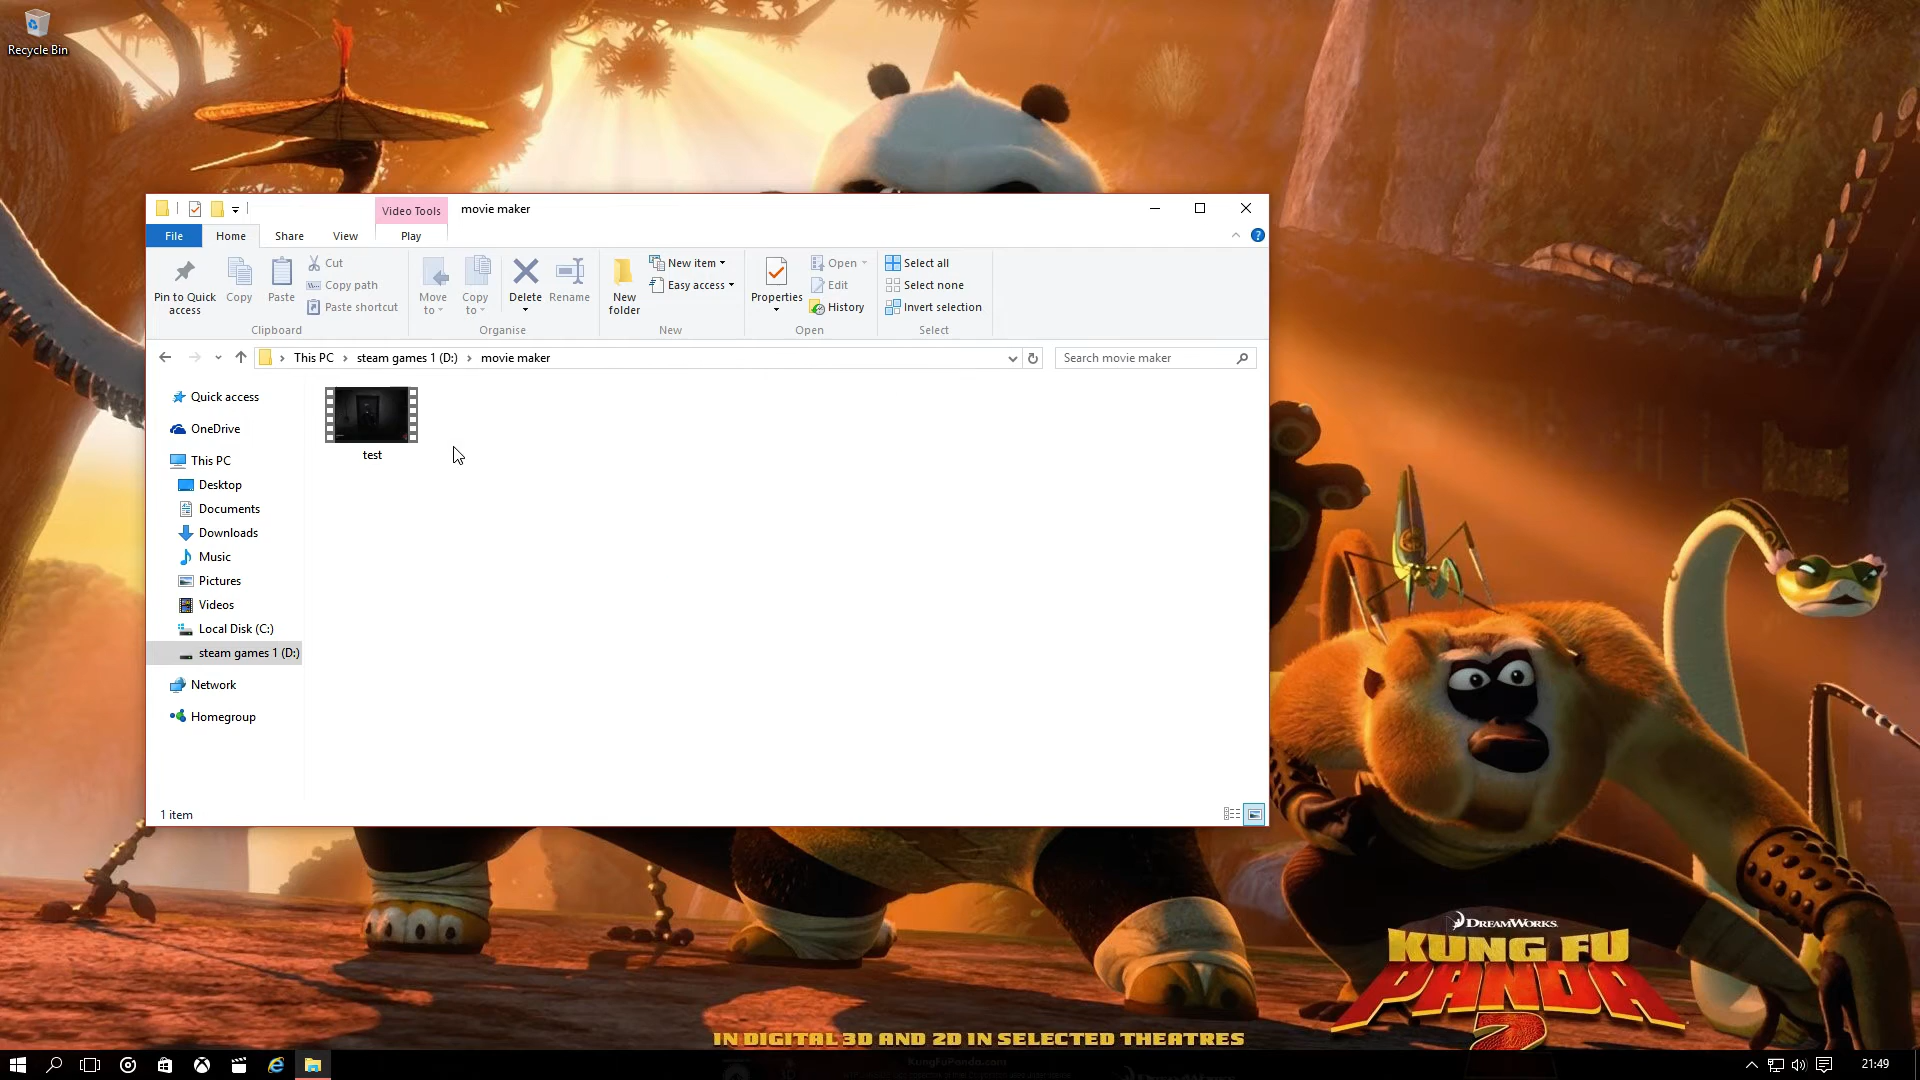 Recycle Bin
Video Tools
movie maker
File
Home
Share
View
Play
Pin to Quick access
Copy
Paste
Cut
Copy path
Paste shortcut
Clipboard
Move to
Copy to
Delete
Rename
Organise
New folder
New item
Easy access
New
Properties
Open
Edit
History
Open
Select all
Select none
Invert selection
Select
This PC
steam games 1 (D:)
movie maker
Search movie maker
Quick access
OneDrive
This PC
Desktop
Documents
Downloads
Music
Pictures
Videos
Local Disk (C:)
steam games 1 (D:)
Network
Homegroup
test
1 item
DREAMWORKS
KUNG FU
PANDA
2
IN DIGITAL 3D AND 2D IN SELECTED THEATRES
KungFuPanda.com
21:49